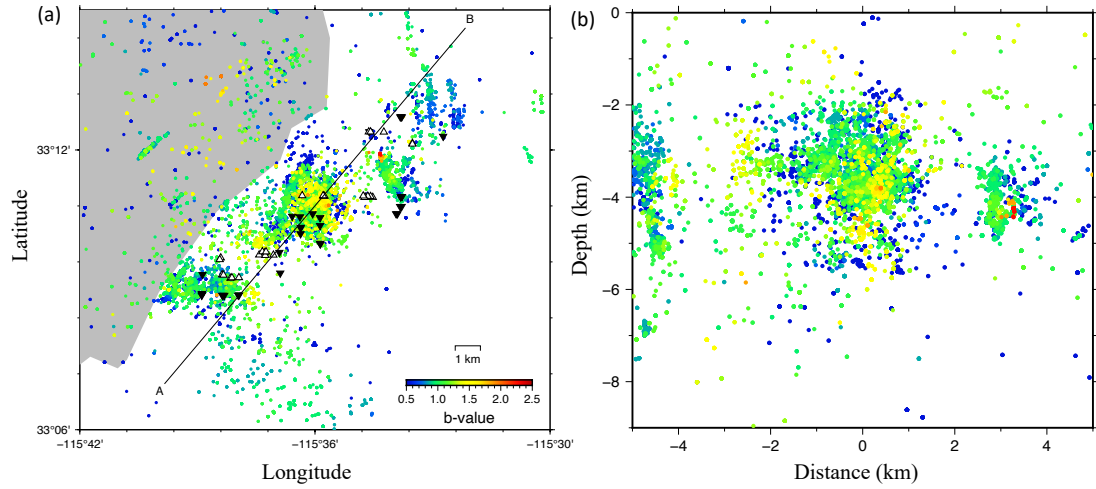 (a)
B
33°12'
Latitude
1 km
A
0.5 1.0 1.5 2.0 2.5
b-value
33°06'
−115°42' −115°36' −115°30'
Longitude
(b)
0
−2
−4
−6
−8
Depth (km)
−4 −2 0 2 4
Distance (km)